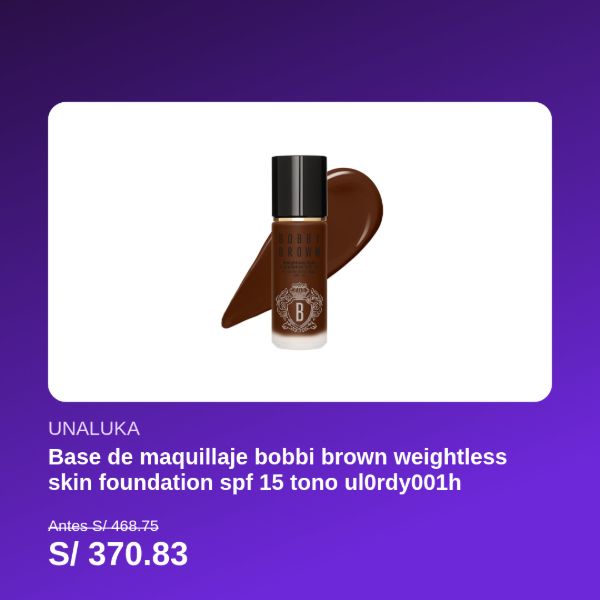 BOBBI
BROWN
B
UNALUKA
Base de maquillaje bobbi brown weightless
skin foundation spf 15 tono ul0rdy001h
Antes S/ 468.75
S/ 370.83